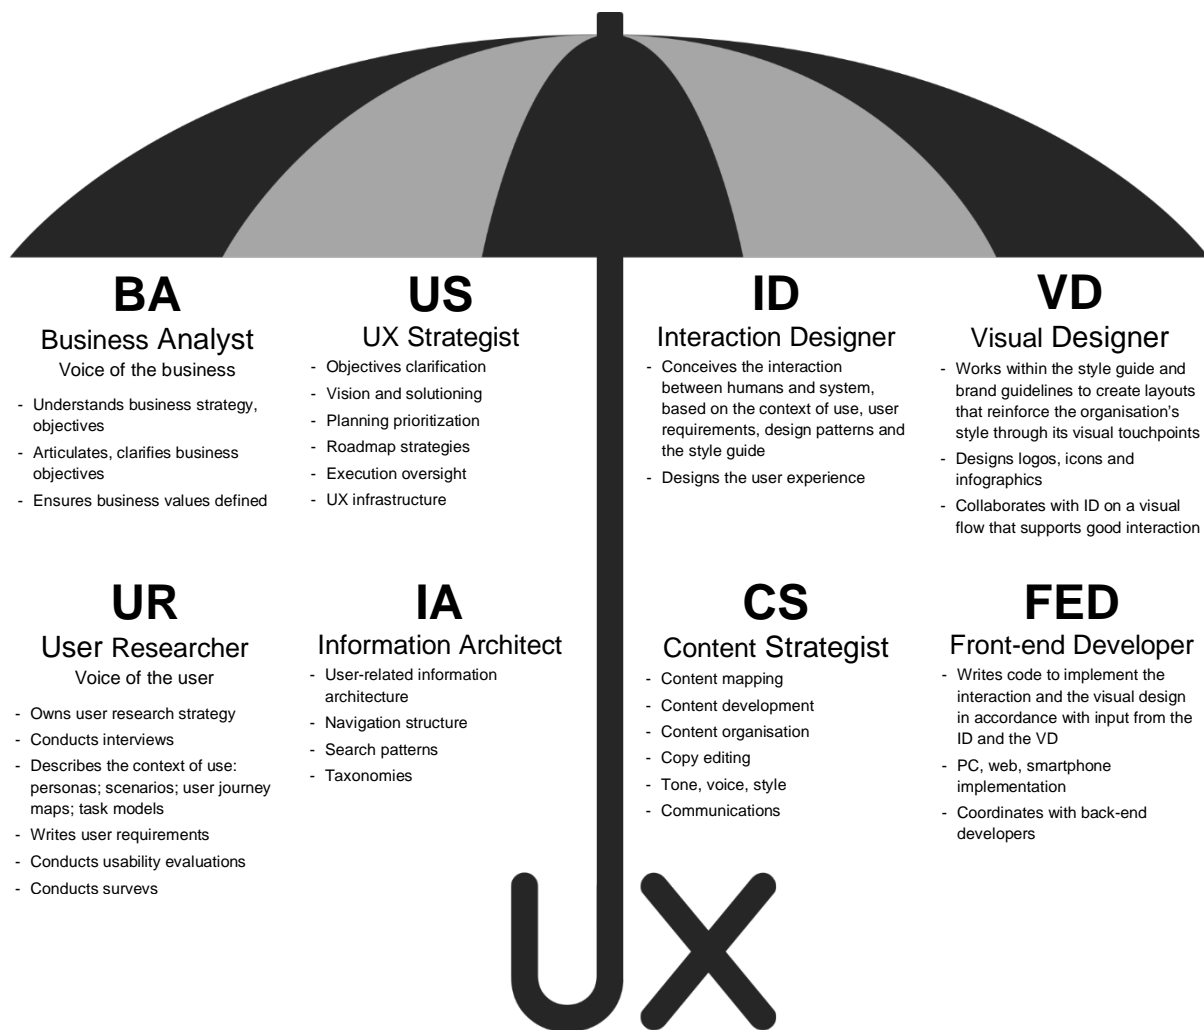 BA
Business Analyst
Voice of the business
- Understands business strategy,
objectives
- Articulates, clarifies business
objectives
- Ensures business values defined
US
UX Strategist
- Objectives clarification
- Vision and solutioning
- Planning prioritization
- Roadmap strategies
- Execution oversight
- UX infrastructure
ID
Interaction Designer
- Conceives the interaction
between humans and system,
based on the context of use, user
requirements, design patterns and
the style guide
- Designs the user experience
VD
Visual Designer
- Works within the style guide and
brand guidelines to create layouts
that reinforce the organisation's
style through its visual touchpoints
- Designs logos, icons and
infographics
- Collaborates with ID on a visual
flow that supports good interaction
UR
User Researcher
Voice of the user
- Owns user research strategy
- Conducts interviews
- Describes the context of use:
personas; scenarios; user journey
maps; task models
- Writes user requirements
- Conducts usability evaluations
- Conducts surveys
IA
Information Architect
- User-related information
architecture
- Navigation structure
- Search patterns
- Taxonomies
CS
Content Strategist
- Content mapping
- Content development
- Content organisation
- Copy editing
- Tone, voice, style
- Communications
FED
Front-end Developer
- Writes code to implement the
interaction and the visual design
in accordance with input from the
ID and the VD
- PC, web, smartphone
implementation
- Coordinates with back-end
developers
UX